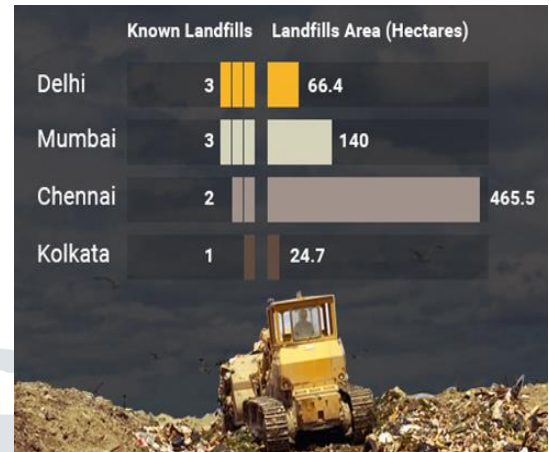 Known Landfills Landfills Area (Hectares)
Delhi 3 66.4
Mumbai 3 140
Chennai 2 465.5
Kolkata 1 24.7